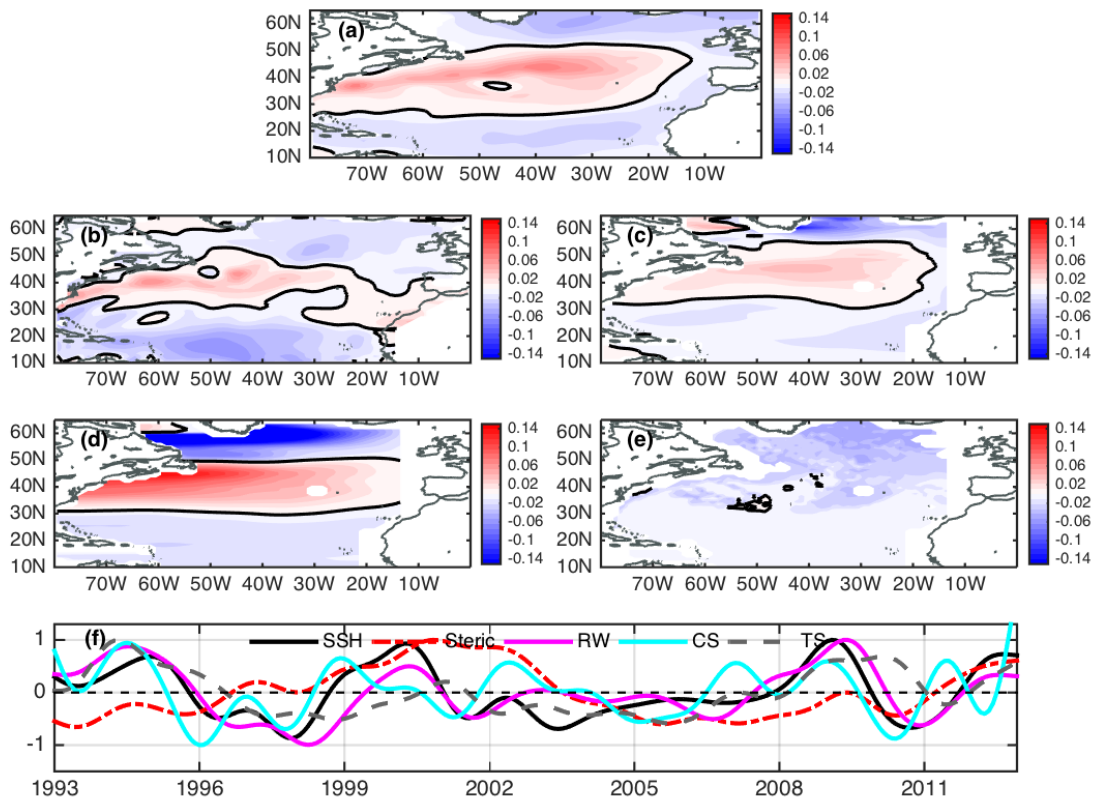 (a)
60N
50N
40N
30N
20N
10N
70W 60W 50W 40W 30W 20W 10W
0.14
0.1
0.06
0.02
-0.02
-0.06
-0.1
-0.14
(b)
60N
50N
40N
30N
20N
10N
70W 60W 50W 40W 30W 20W 10W
0.14
0.1
0.06
0.02
-0.02
-0.06
-0.1
-0.14
(c)
60N
50N
40N
30N
20N
10N
70W 60W 50W 40W 30W 20W 10W
0.14
0.1
0.06
0.02
-0.02
-0.06
-0.1
-0.14
(d)
60N
50N
40N
30N
20N
10N
70W 60W 50W 40W 30W 20W 10W
0.14
0.1
0.06
0.02
-0.02
-0.06
-0.1
-0.14
(e)
60N
50N
40N
30N
20N
10N
70W 60W 50W 40W 30W 20W 10W
0.14
0.1
0.06
0.02
-0.02
-0.06
-0.1
-0.14
(f)
SSH Steric RW CS TS
1
0
-1
1993 1996 1999 2002 2005 2008 2011